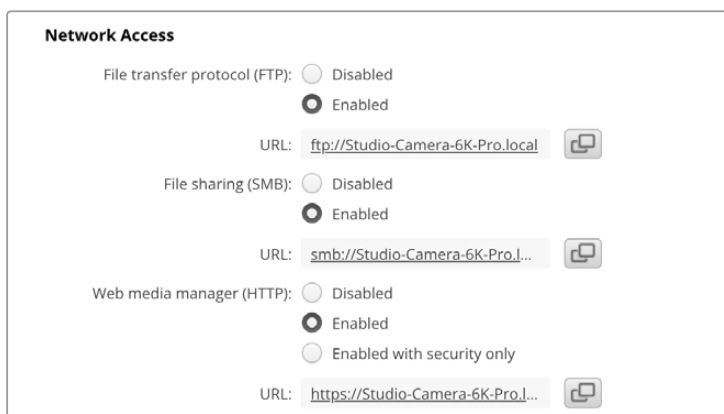 Network Access
File transfer protocol (FTP): Disabled
Enabled
URL: ftp://Studio-Camera-6K-Pro.local
File sharing (SMB): Disabled
Enabled
URL: smb://Studio-Camera-6K-Pro.l...
Web media manager (HTTP): Disabled
Enabled
Enabled with security only
URL: https://Studio-Camera-6K-Pro.l...